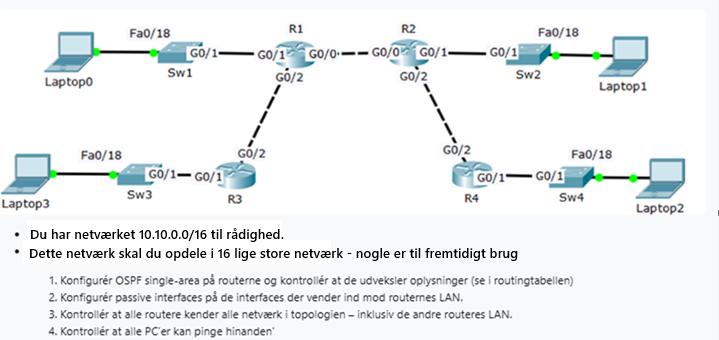 R1
R2
Fa0/18
Fa0/18
G0/1
G0/1
G0/0
G0/0
G0/1
G0/1
Sw1
Sw2
Laptop0
Laptop1
G0/2
G0/2
Fa0/18
G0/2
G0/2
Fa0/18
G0/1
G0/1
G0/1
G0/1
Sw3
R3
R4
Sw4
Laptop3
Laptop2
• Du har netværket 10.10.0.0/16 til rådighed.
• Dette netværk skal du opdele i 16 lige store netværk - nogle er til fremtidigt brug
1. Konfigurér OSPF single-area på routerne og kontrollér at de udveksler oplysninger (se i routingtabellen)
2. Konfigurér passive interfaces på de interfaces der vender ind mod routernes LAN.
3. Kontrollér at alle routere kender alle netværk i topologien – inklusiv de andre routeres LAN.
4. Kontrollér at alle PC'er kan pinge hinanden'